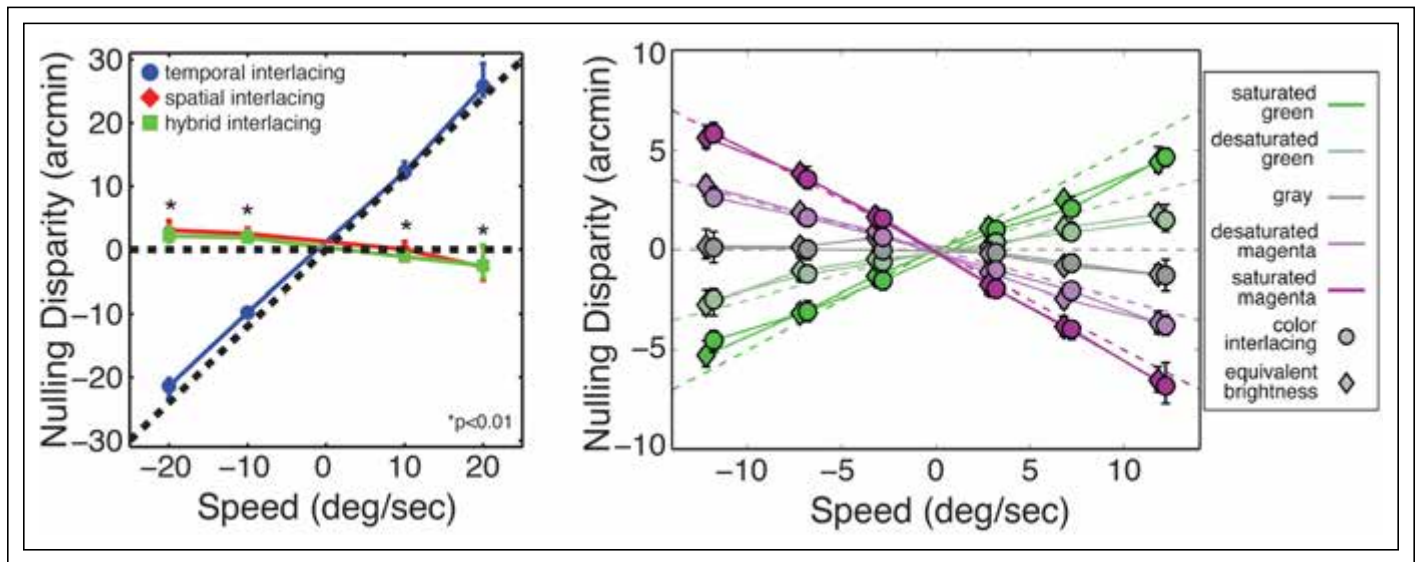 30
20
10
0
−10
−20
−30
Nulling Disparity (arcmin)
temporal interlacing
spatial interlacing
hybrid interlacing
*
*
*
*
*p<0.01
−20
−10
0
10
20
Speed (deg/sec)
10
5
0
−5
−10
Nulling Disparity (arcmin)
−10
−5
0
5
10
Speed (deg/sec)
saturated
green
desaturated
green
gray
desaturated
magenta
saturated
magenta
color
interlacing
equivalent
brightness